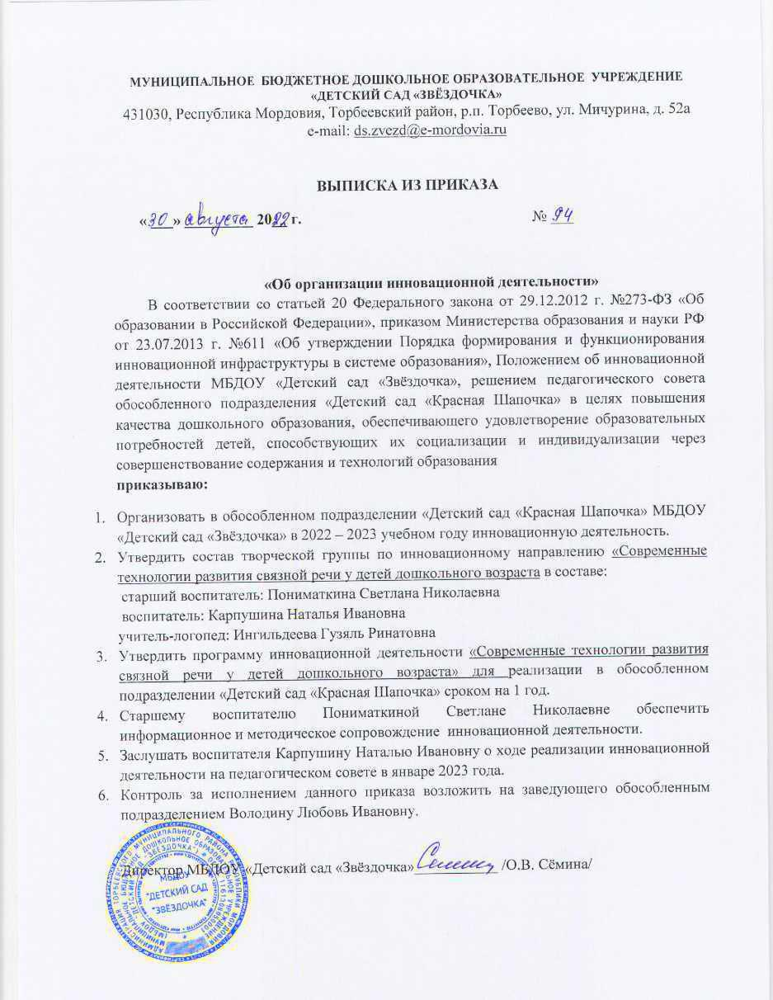 МУНИЦИПАЛЬНОЕ БЮДЖЕТНОЕ ДОШКОЛЬНОЕ ОБРАЗОВАТЕЛЬНОЕ УЧРЕЖДЕНИЕ
«ДЕТСКИЙ САД «ЗВЁЗДОЧКА»
431030, Республика Мордовия, Торбеевский район, р.п. Торбеево, ул. Мичурина, д. 52а
e-mail: ds.zvezd@e-mordovia.ru
ВЫПИСКА ИЗ ПРИКАЗА
«30» августа 2022 г. № 94
«Об организации инновационной деятельности»
В соответствии со статьей 20 Федерального закона от 29.12.2012 г. №273-ФЗ «Об
образовании в Российской Федерации», приказом Министерства образования и науки РФ
от 23.07.2013 г. №611 «Об утверждении Порядка формирования и функционирования
инновационной инфраструктуры в системе образования», Положением об инновационной
деятельности МБДОУ «Детский сад «Звёздочка», решением педагогического совета
обособленного подразделения «Детский сад «Красная Шапочка» в целях повышения
качества дошкольного образования, обеспечивающего удовлетворение образовательных
потребностей детей, способствующих их социализации и индивидуализации через
совершенствование содержания и технологий образования
приказываю:
1. Организовать в обособленном подразделении «Детский сад «Красная Шапочка» МБДОУ
«Детский сад «Звёздочка» в 2022 – 2023 учебном году инновационную деятельность.
2. Утвердить состав творческой группы по инновационному направлению «Современные
технологии развития связной речи у детей дошкольного возраста в составе:
старший воспитатель: Пониматкина Светлана Николаевна
воспитатель: Карпушина Наталья Ивановна
учитель-логопед: Ингильдеева Гузяль Ринатовна
3. Утвердить программу инновационной деятельности «Современные технологии развития
связной речи у детей дошкольного возраста» для реализации в обособленном
подразделении «Детский сад «Красная Шапочка» сроком на 1 год.
4. Старшему воспитателю Пониматкиной Светлане Николаевне обеспечить
информационное и методическое сопровождение инновационной деятельности.
5. Заслушать воспитателя Карпушину Наталью Ивановну о ходе реализации инновационной
деятельности на педагогическом совете в январе 2023 года.
6. Контроль за исполнением данного приказа возложить на заведующего обособленным
подразделением Володину Любовь Ивановну.
Директор МБДОУ «Детский сад «Звёздочка» /О.В. Сёмина/
МБДОУ
"ДЕТСКИЙ САД
"ЗВЁЗДОЧКА"